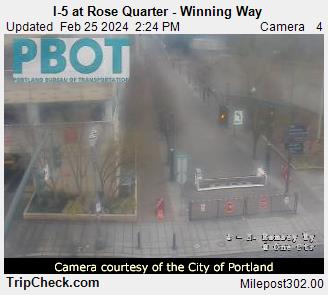 I-5 at Rose Quarter - Winning Way
Updated Feb 25 2024 2:24 PM Camera 4
PBOT
PORTLAND BUREAU OF TRANSPORTATION
Camera courtesy of the City of Portland
TripCheck.com Milepost302.00